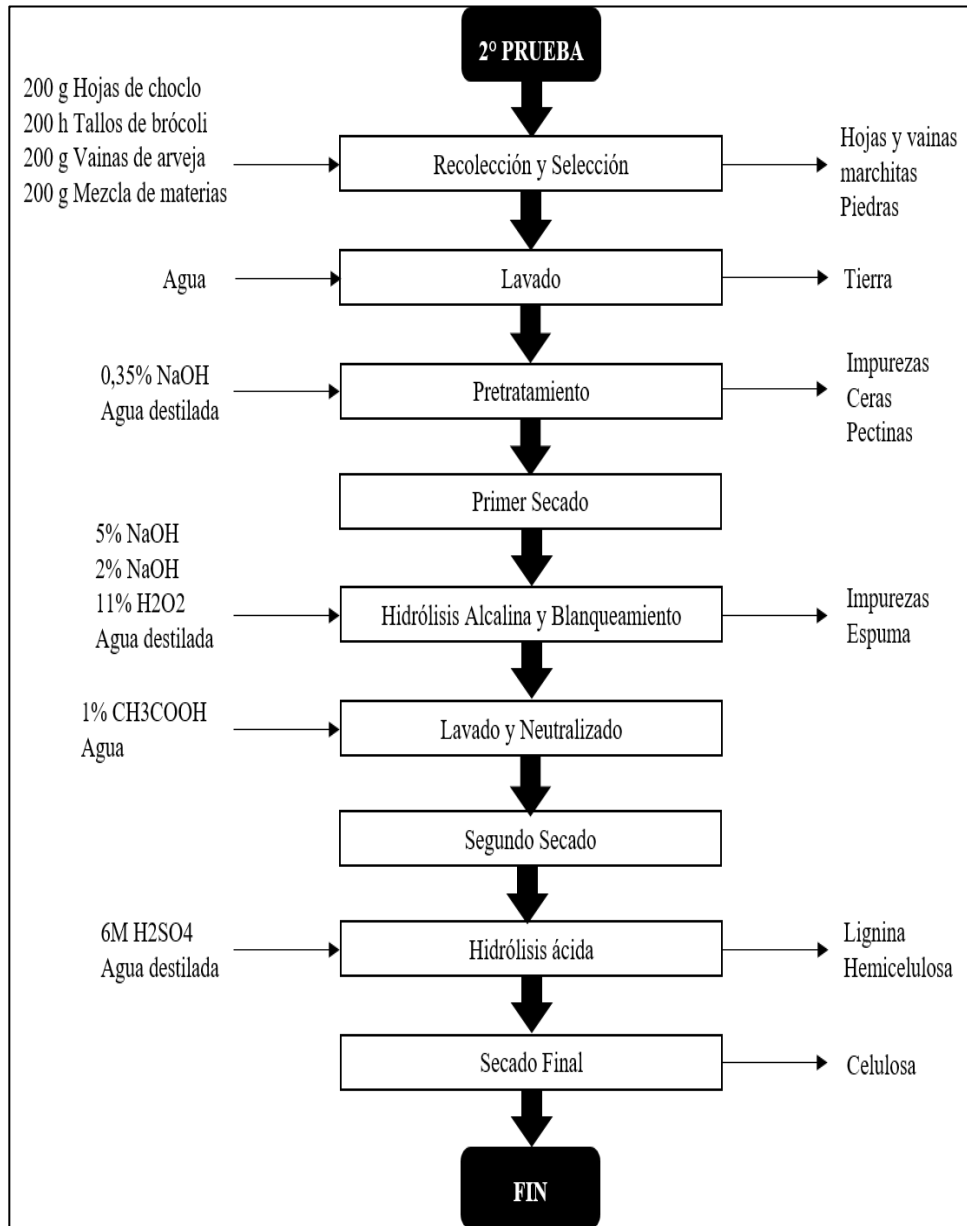 2° PRUEBA
200 g Hojas de choclo
200 h Tallos de brócoli
200 g Vainas de arveja
200 g Mezcla de materias
Recolección y Selección
Hojas y vainas
marchitas
Piedras
Agua
Lavado
Tierra
0,35% NaOH
Agua destilada
Pretratamiento
Impurezas
Ceras
Pectinas
Primer Secado
5% NaOH
2% NaOH
11% H2O2
Agua destilada
Hidrólisis Alcalina y Blanqueamiento
Impurezas
Espuma
1% CH3COOH
Agua
Lavado y Neutralizado
Segundo Secado
6M H2SO4
Agua destilada
Hidrólisis ácida
Lignina
Hemicelulosa
Secado Final
Celulosa
FIN